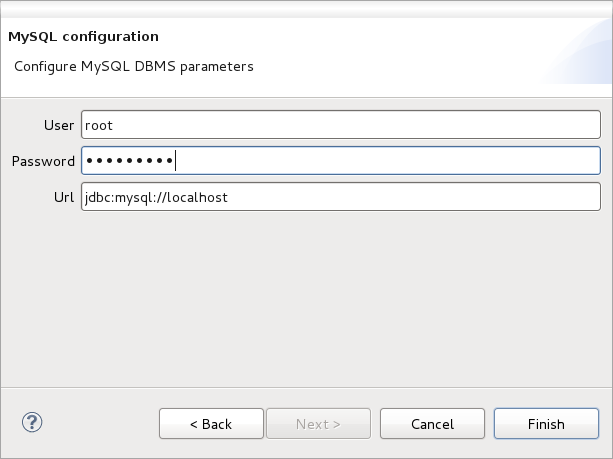 MySQL configuration
Configure MySQL DBMS parameters
User root
Password •••••••••
Url jdbc:mysql://localhost
? < Back Next > Cancel Finish